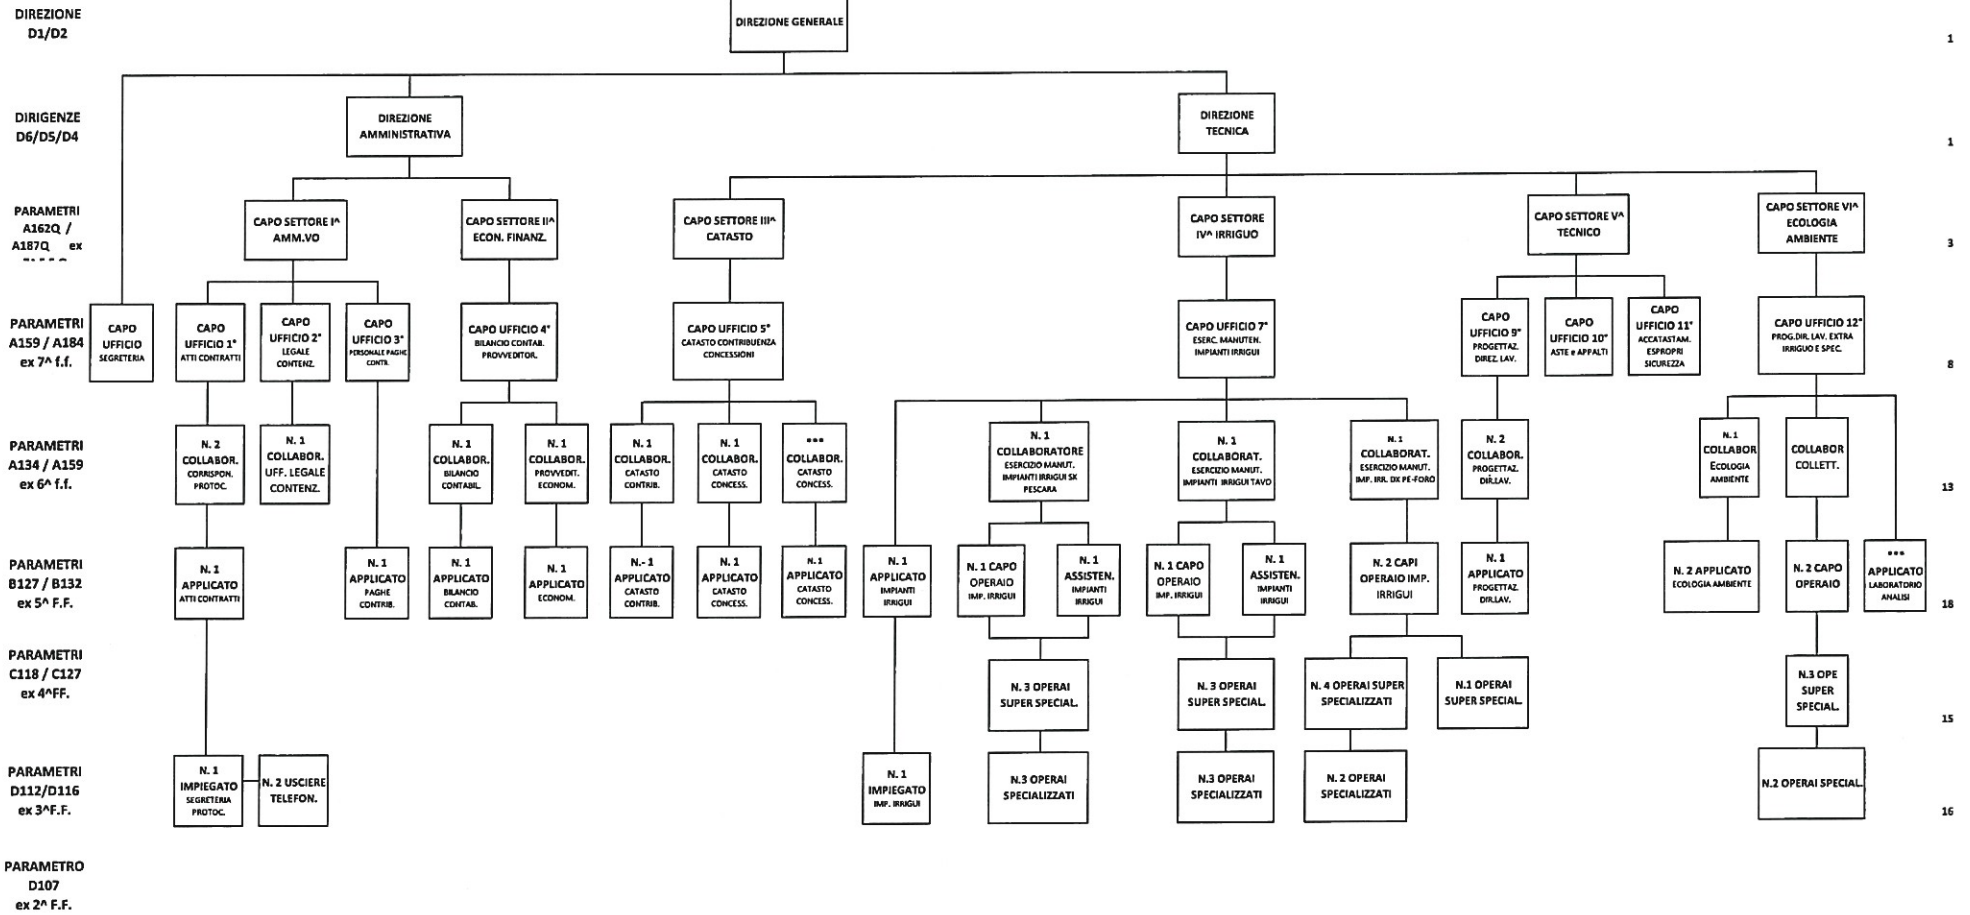 DIREZIONE
D1/D2
DIREZIONE GENERALE
1
DIRIGENZE
D6/D5/D4
DIREZIONE
AMMINISTRATIVA
DIREZIONE
TECNICA
1
PARAMETRI
A162Q /
A187Q ex
CAPO SETTORE I^
AMM.VO
CAPO SETTORE II^
ECON. FINANZ.
CAPO SETTORE III^
CATASTO
CAPO SETTORE
IV^ IRRIGUO
CAPO SETTORE V^
TECNICO
CAPO SETTORE VI^
ECOLOGIA
AMBIENTE
3
PARAMETRI
A159 / A184
ex 7^ f.f.
CAPO
UFFICIO
SEGRETERIA
CAPO
UFFICIO 1°
ATTI CONTRATTI
CAPO
UFFICIO 2°
LEGALE
CONTENZ.
CAPO
UFFICIO 3°
PERSONALE PAGHE
CONTR.
CAPO UFFICIO 4°
BILANCIO CONTAB.
PROVVEDITOR.
CAPO UFFICIO 5°
CATASTO CONTRIBUENZA
CONCESSIONI
CAPO UFFICIO 7°
ESERC. MANUTEN.
IMPIANTI IRRIGUI
CAPO
UFFICIO 9°
PROGETTAZ.
DIREZ. LAV.
CAPO
UFFICIO 10°
ASTE e APPALTI
CAPO
UFFICIO 11°
ACCATASTAM.
ESPROPRI
SICUREZZA
CAPO UFFICIO 12°
PROG.DIR. LAV. EXTRA
IRRIGUO E SPEC.
8
PARAMETRI
A134 / A159
ex 6^ f.f.
N. 2
COLLABOR.
CORRISPON.
PROTOC.
N. 1
COLLABOR.
UFF. LEGALE
CONTENZ.
N. 1
COLLABOR.
BILANCIO
CONTABIL.
N. 1
COLLABOR.
PROVVEDIT.
ECONOM.
N. 1
COLLABOR.
CATASTO
CONTRIB.
N. 1
COLLABOR.
CATASTO
CONCESS.
***
COLLABOR.
CATASTO
CONCESS.
N. 1
COLLABORATORE
ESERCIZIO MANUT.
IMPIANTI IRRIGUI SX
PESCARA
N. 1
COLLABORAT.
ESERCIZIO MANUT.
IMPIANTI IRRIGUI TAVO
N. 1
COLLABORAT.
ESERCIZIO MANUT.
IMP. IRR. DX PE-FORO
N. 2
COLLABOR.
PROGETTAZ.
DIR.LAV.
N. 1
COLLABOR
ECOLOGIA
AMBIENTE
COLLABOR
COLLETT.
13
PARAMETRI
B127 / B132
ex 5^ F.F.
N. 1
APPLICATO
ATTI CONTRATTI
N. 1
APPLICATO
PAGHE
CONTRIB.
N. 1
APPLICATO
BILANCIO
CONTAB.
N. 1
APPLICATO
ECONOM.
N.- 1
APPLICATO
CATASTO
CONTRIB.
N. 1
APPLICATO
CATASTO
CONCESS.
N. 1
APPLICATO
CATASTO
CONCESS.
N. 1
APPLICATO
IMPIANTI
IRRIGUI
N. 1 CAPO
OPERAIO
IMP. IRRIGUI
N. 1
ASSISTEN.
IMPIANTI
IRRIGUI
N. 1 CAPO
OPERAIO
IMP. IRRIGUI
N. 1
ASSISTEN.
IMPIANTI
IRRIGUI
N. 2 CAPI
OPERAIO IMP.
IRRIGUI
N. 1
APPLICATO
PROGETTAZ.
DIR.LAV.
N. 2 APPLICATO
ECOLOGIA AMBIENTE
N. 2 CAPO
OPERAIO
***
APPLICATO
LABORATORIO
ANALISI
18
PARAMETRI
C118 / C127
ex 4^FF.
N. 3 OPERAI
SUPER SPECIAL.
N. 3 OPERAI
SUPER SPECIAL.
N. 4 OPERAI SUPER
SPECIALIZZATI
N.1 OPERAI
SUPER SPECIAL.
N.3 OPE
SUPER
SPECIAL.
15
PARAMETRI
D112/D116
ex 3^F.F.
N. 1
IMPIEGATO
SEGRETERIA
PROTOC.
N. 2 USCIERE
TELEFON.
N. 1
IMPIEGATO
IMP. IRRIGUI
N.3 OPERAI
SPECIALIZZATI
N.3 OPERAI
SPECIALIZZATI
N. 2 OPERAI
SPECIALIZZATI
N.2 OPERAI SPECIAL.
16
PARAMETRO
D107
ex 2^ F.F.